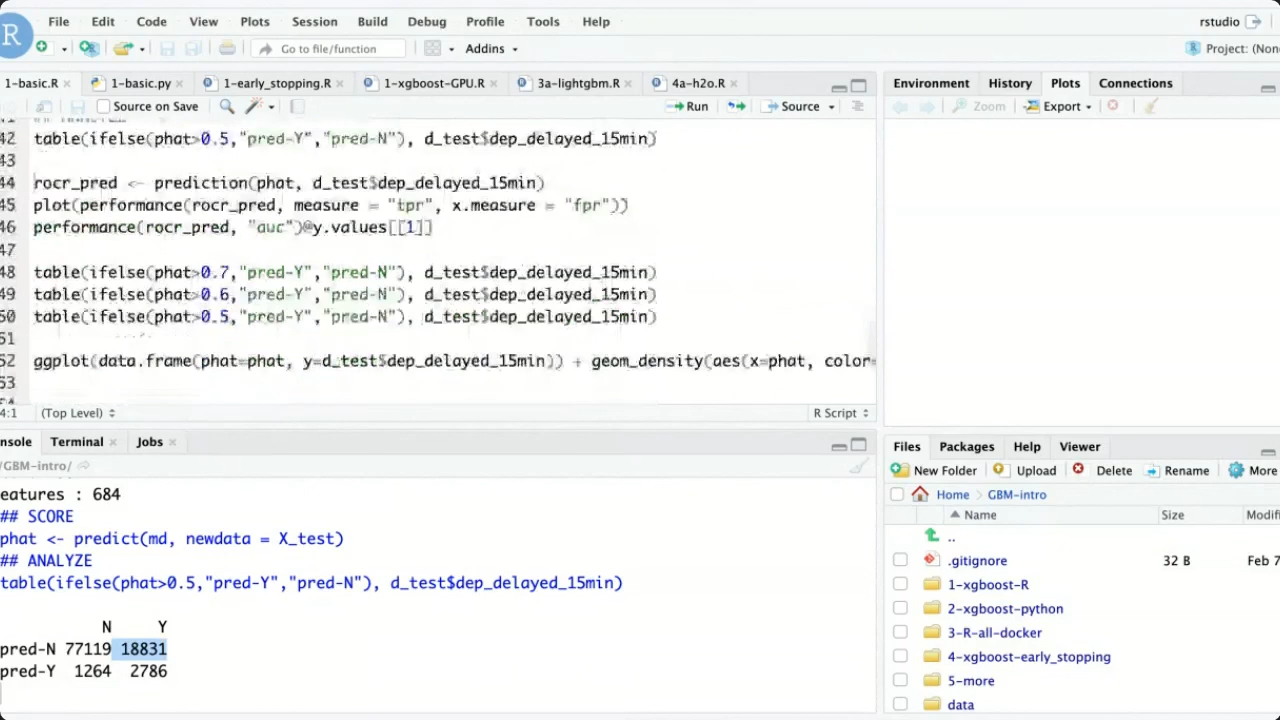 R
File Edit Code View Plots Session Build Debug Profile Tools Help
rstudio
Go to file/function
Addins
Project: (Non
1-basic.R
1-basic.py
1-early_stopping.R
1-xgboost-GPU.R
3a-lightgbm.R
4a-h2o.R
Source on Save
Run
Source
42 table(ifelse(phat>0.5,"pred-Y","pred-N"), d_test$dep_delayed_15min)
43
44 rocr_pred <- prediction(phat, d_test$dep_delayed_15min)
45 plot(performance(rocr_pred, measure = "tpr", x.measure = "fpr"))
46 performance(rocr_pred, "auc")@y.values[[1]]
47
48 table(ifelse(phat>0.7,"pred-Y","pred-N"), d_test$dep_delayed_15min)
49 table(ifelse(phat>0.6,"pred-Y","pred-N"), d_test$dep_delayed_15min)
50 table(ifelse(phat>0.5,"pred-Y","pred-N"), d_test$dep_delayed_15min)
51
52 ggplot(data.frame(phat=phat, y=d_test$dep_delayed_15min)) + geom_density(aes(x=phat, color=
53
4:1 (Top Level)
R Script
nsole Terminal Jobs
/GBM-intro/
eatures : 684
## SCORE
phat <- predict(md, newdata = X_test)
## ANALYZE
table(ifelse(phat>0.5,"pred-Y","pred-N"), d_test$dep_delayed_15min)
N Y
pred-N 77119 18831
pred-Y 1264 2786
Environment History Plots Connections
Zoom Export
Files Packages Help Viewer
New Folder Upload Delete Rename More
Home GBM-intro
Name Size Modifi
..
.gitignore 32 B Feb 7
1-xgboost-R
2-xgboost-python
3-R-all-docker
4-xgboost-early_stopping
5-more
data